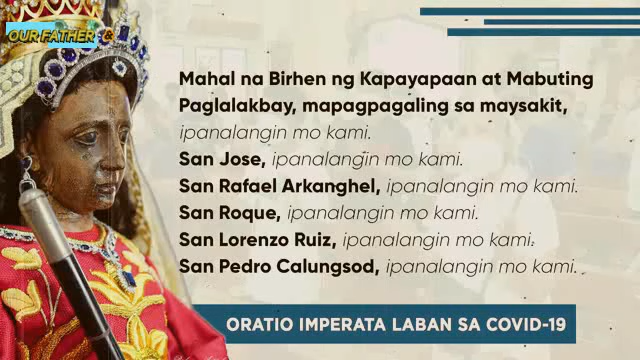 OUR FATHER &
Mahal na Birhen ng Kapayapaan at Mabuting
Paglalakbay, mapagpagaling sa maysakit,
ipanalangin mo kami.
San Jose, ipanalangin mo kami.
San Rafael Arkanghel, ipanalangin mo kami.
San Roque, ipanalangin mo kami.
San Lorenzo Ruiz, ipanalangin mo kami.
San Pedro Calungsod, ipanalangin mo kami.
ORATIO IMPERATA LABAN SA COVID-19